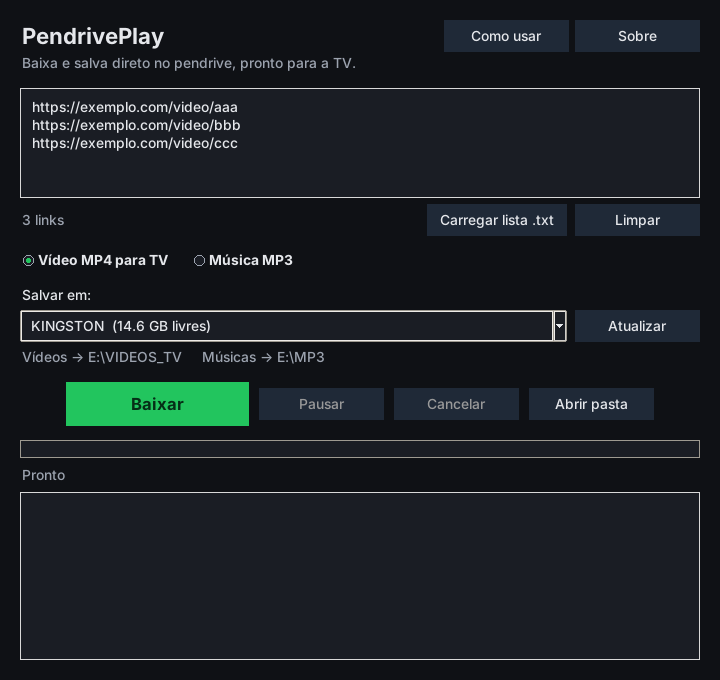 PendrivePlay
Como usar
Sobre
Baixa e salva direto no pendrive, pronto para a TV.
https://exemplo.com/video/aaa
https://exemplo.com/video/bbb
https://exemplo.com/video/ccc
3 links
Carregar lista .txt
Limpar
Vídeo MP4 para TV
Música MP3
Salvar em:
KINGSTON (14.6 GB livres)
Atualizar
Vídeos → E:\VIDEOS_TV Músicas → E:\MP3
Baixar
Pausar
Cancelar
Abrir pasta
Pronto